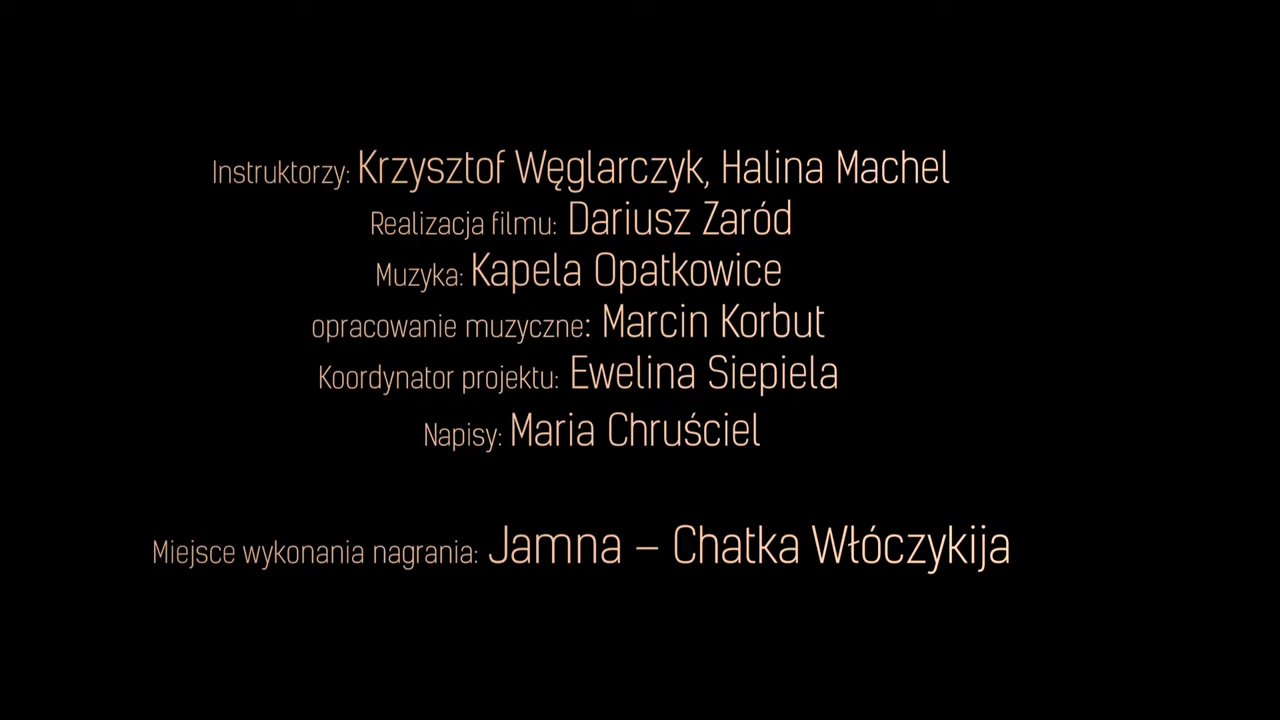 Instruktorzy: Krzysztof Węglarczyk, Halina Machel
Realizacja filmu: Dariusz Zaród
Muzyka: Kapela Opatkowice
opracowanie muzyczne: Marcin Korbut
Koordynator projektu: Ewelina Siepiela
Napisy: Maria Chruściel
Miejsce wykonania nagrania: Jamna – Chatka Włóczykija